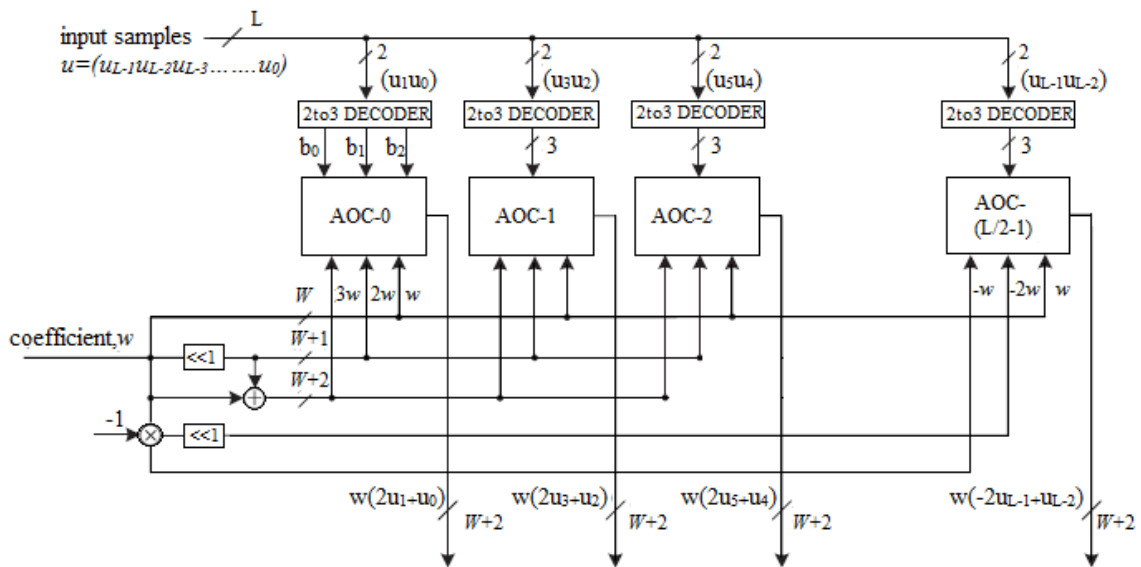 L
input samples
u=(uL-1uL-2uL-3.......u0)
2 2 2 2
(u1u0) (u3u2) (u5u4) (uL-1uL-2)
2to3 DECODER 2to3 DECODER 2to3 DECODER 2to3 DECODER
b0 b1 b2 3 3 3
AOC-0 AOC-1 AOC-2 AOC-
(L/2-1)
W 3w 2w w -w -2w w
coefficient,w
<<1 W+1
+ W+2
-1 × <<1
w(2u1+u0) w(2u3+u2) w(2u5+u4) w(-2uL-1+uL-2)
W+2 W+2 W+2 W+2